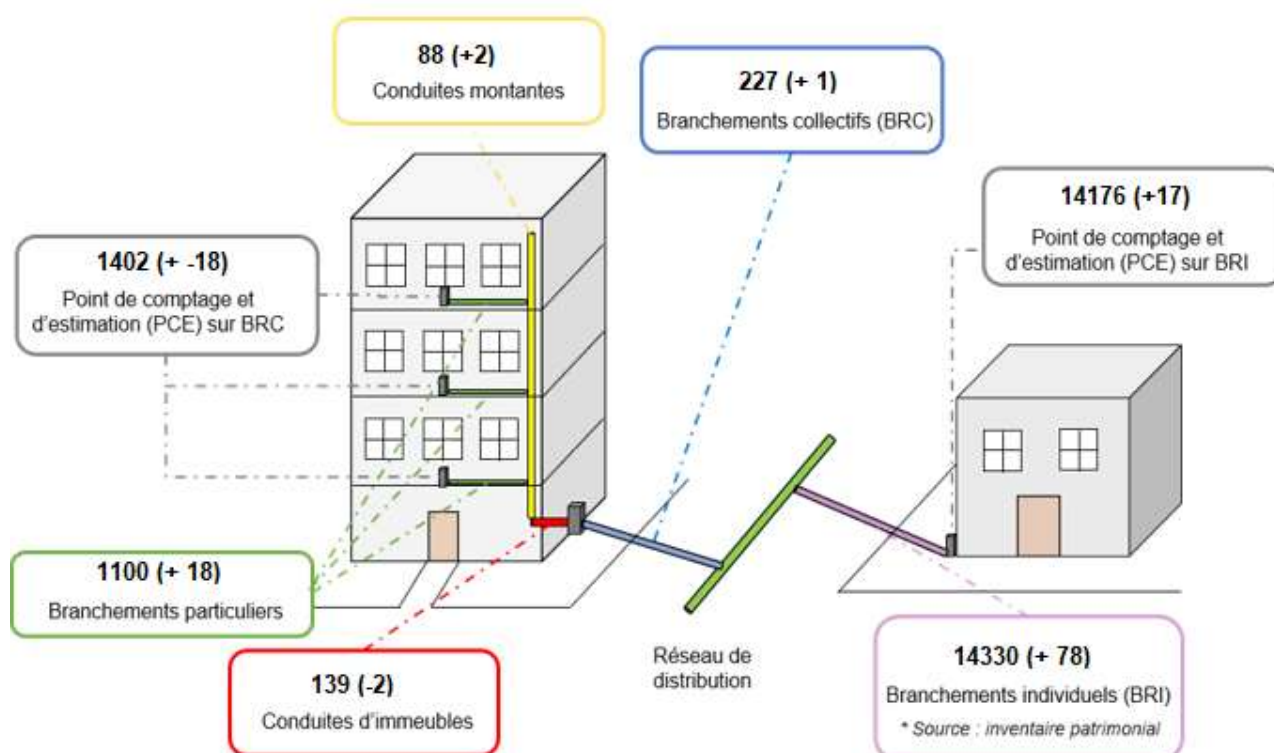 88 (+2)
Conduites montantes
227 (+ 1)
Branchements collectifs (BRC)
14176 (+17)
Point de comptage et
d'estimation (PCE) sur BRI
1402 (+ -18)
Point de comptage et
d'estimation (PCE) sur BRC
1100 (+ 18)
Branchements particuliers
139 (-2)
Conduites d'immeubles
Réseau de
distribution
14330 (+ 78)
Branchements individuels (BRI)
* Source : inventaire patrimonial